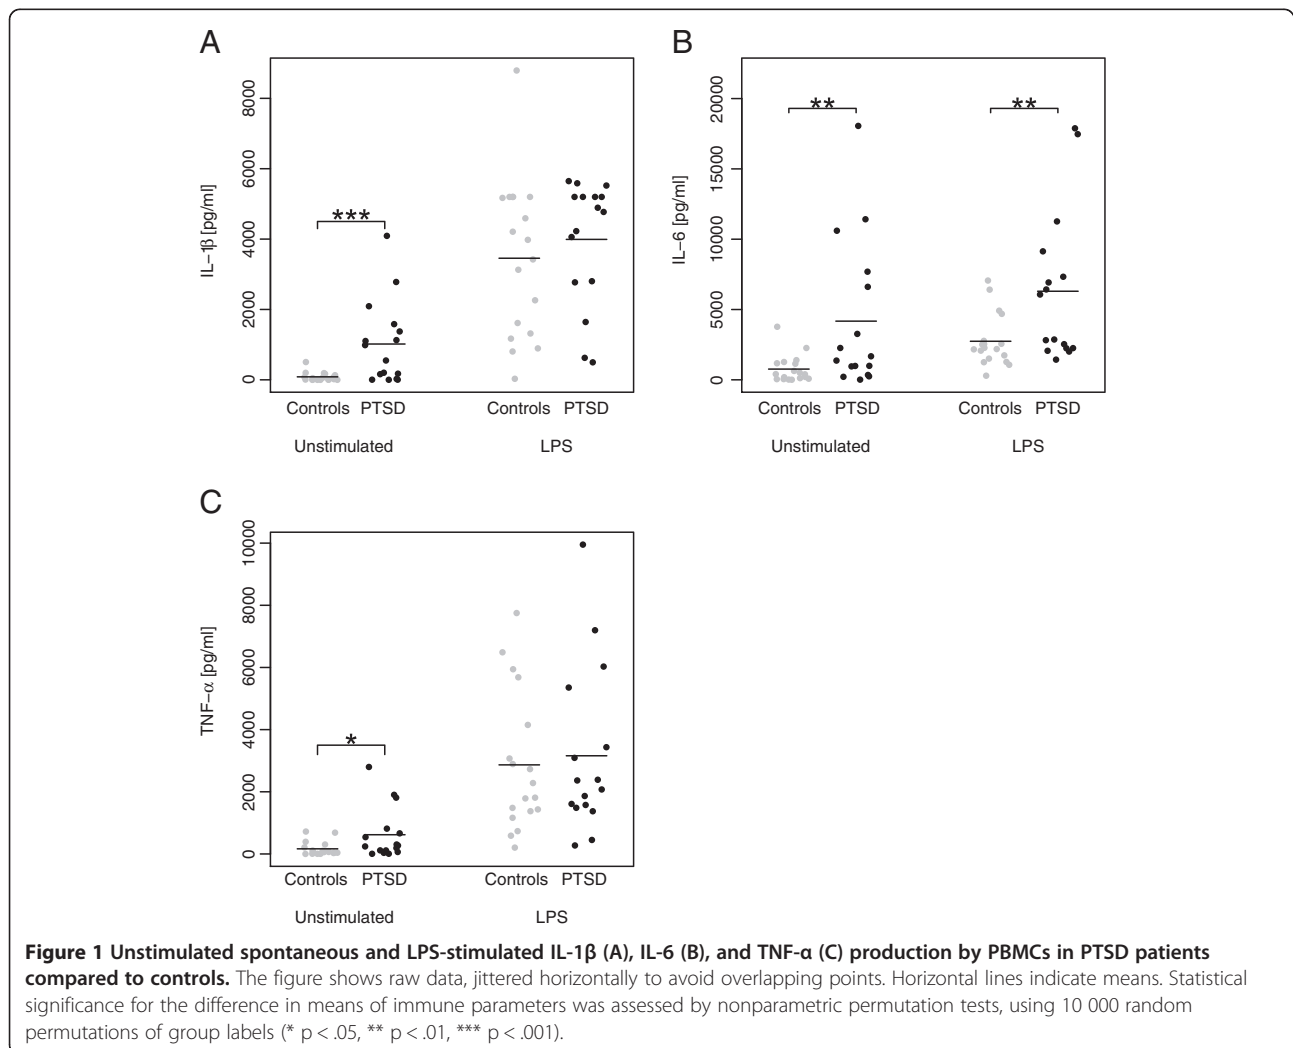 A
IL−1β [pg/ml]
8000
6000
4000
2000
0
***
Controls PTSD Controls PTSD
Unstimulated LPS
B
IL−6 [pg/ml]
20000
15000
10000
5000
0
** **
Controls PTSD Controls PTSD
Unstimulated LPS
C
TNF−α [pg/ml]
10000
8000
6000
4000
2000
0
*
Controls PTSD Controls PTSD
Unstimulated LPS
Figure 1 Unstimulated spontaneous and LPS-stimulated IL-1β (A), IL-6 (B), and TNF-α (C) production by PBMCs in PTSD patients
compared to controls. The figure shows raw data, jittered horizontally to avoid overlapping points. Horizontal lines indicate means. Statistical
significance for the difference in means of immune parameters was assessed by nonparametric permutation tests, using 10 000 random
permutations of group labels (* p < .05, ** p < .01, *** p < .001).